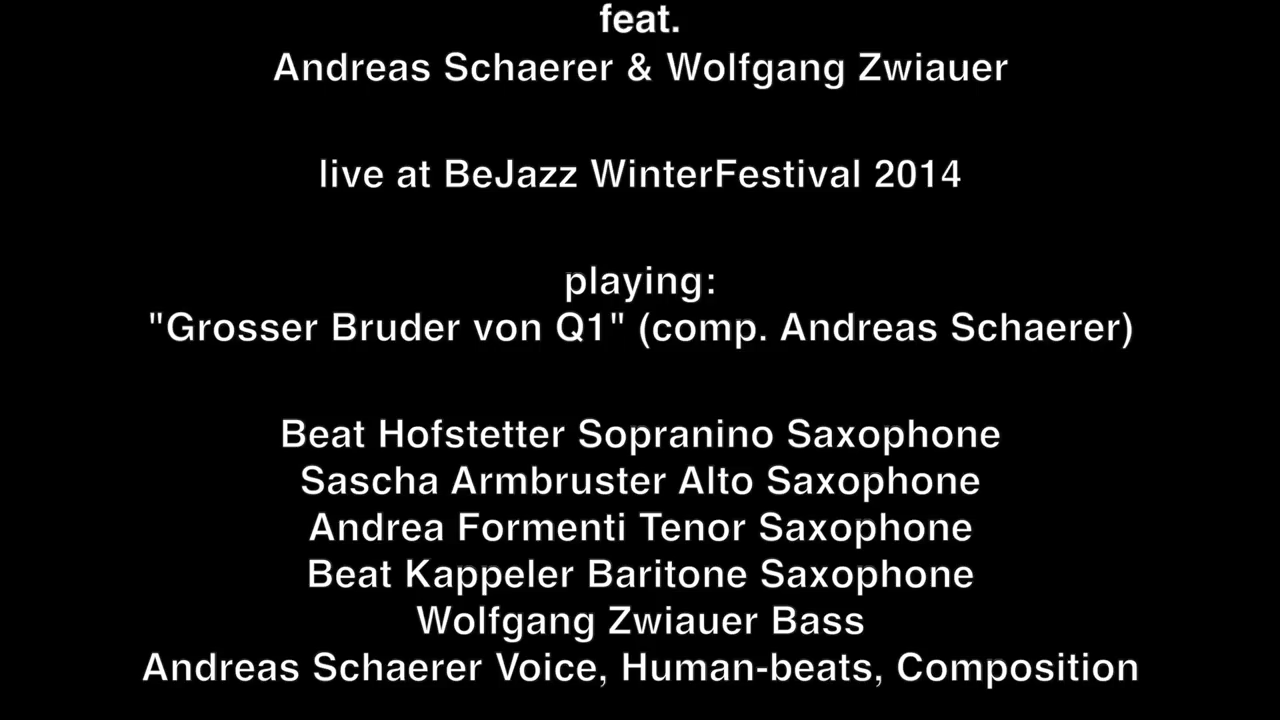 feat.
Andreas Schaerer & Wolfgang Zwiauer
live at BeJazz WinterFestival 2014
playing:
"Grosser Bruder von Q1" (comp. Andreas Schaerer)
Beat Hofstetter Sopranino Saxophone
Sascha Armbruster Alto Saxophone
Andrea Formenti Tenor Saxophone
Beat Kappeler Baritone Saxophone
Wolfgang Zwiauer Bass
Andreas Schaerer Voice, Human-beats, Composition